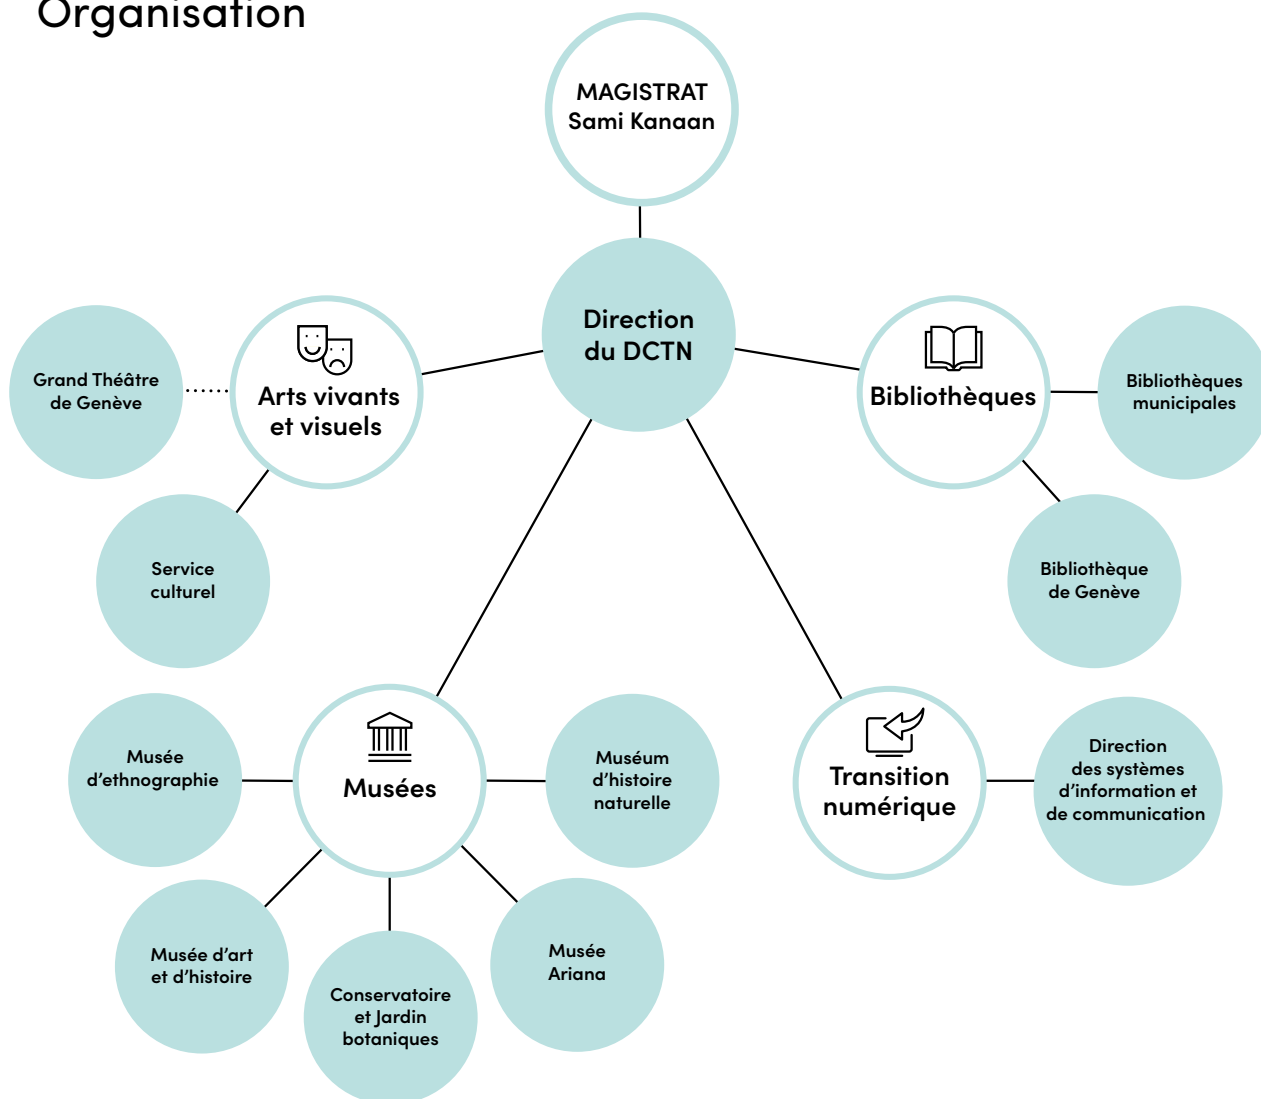 Organisation
MAGISTRAT
Sami Kanaan
Direction
du DCTN
Grand Théâtre
de Genève
Arts vivants
et visuels
Service
culturel
Bibliothèques
Bibliothèques
municipales
Bibliothèque
de Genève
Musées
Musée
d'ethnographie
Muséum
d'histoire
naturelle
Musée d'art
et d'histoire
Conservatoire
et Jardin
botaniques
Musée
Ariana
Transition
numérique
Direction
des systèmes
d'information et
de communication